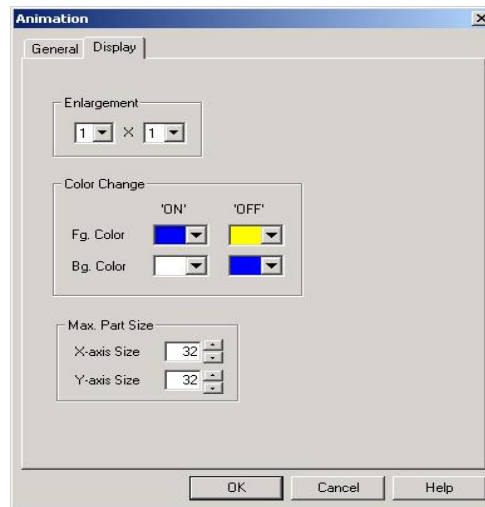 Animation
General Display
Enlargement
1 X 1
Color Change
'ON' 'OFF'
Fg. Color
Bg. Color
Max. Part Size
X-axis Size 32
Y-axis Size 32
OK Cancel Help